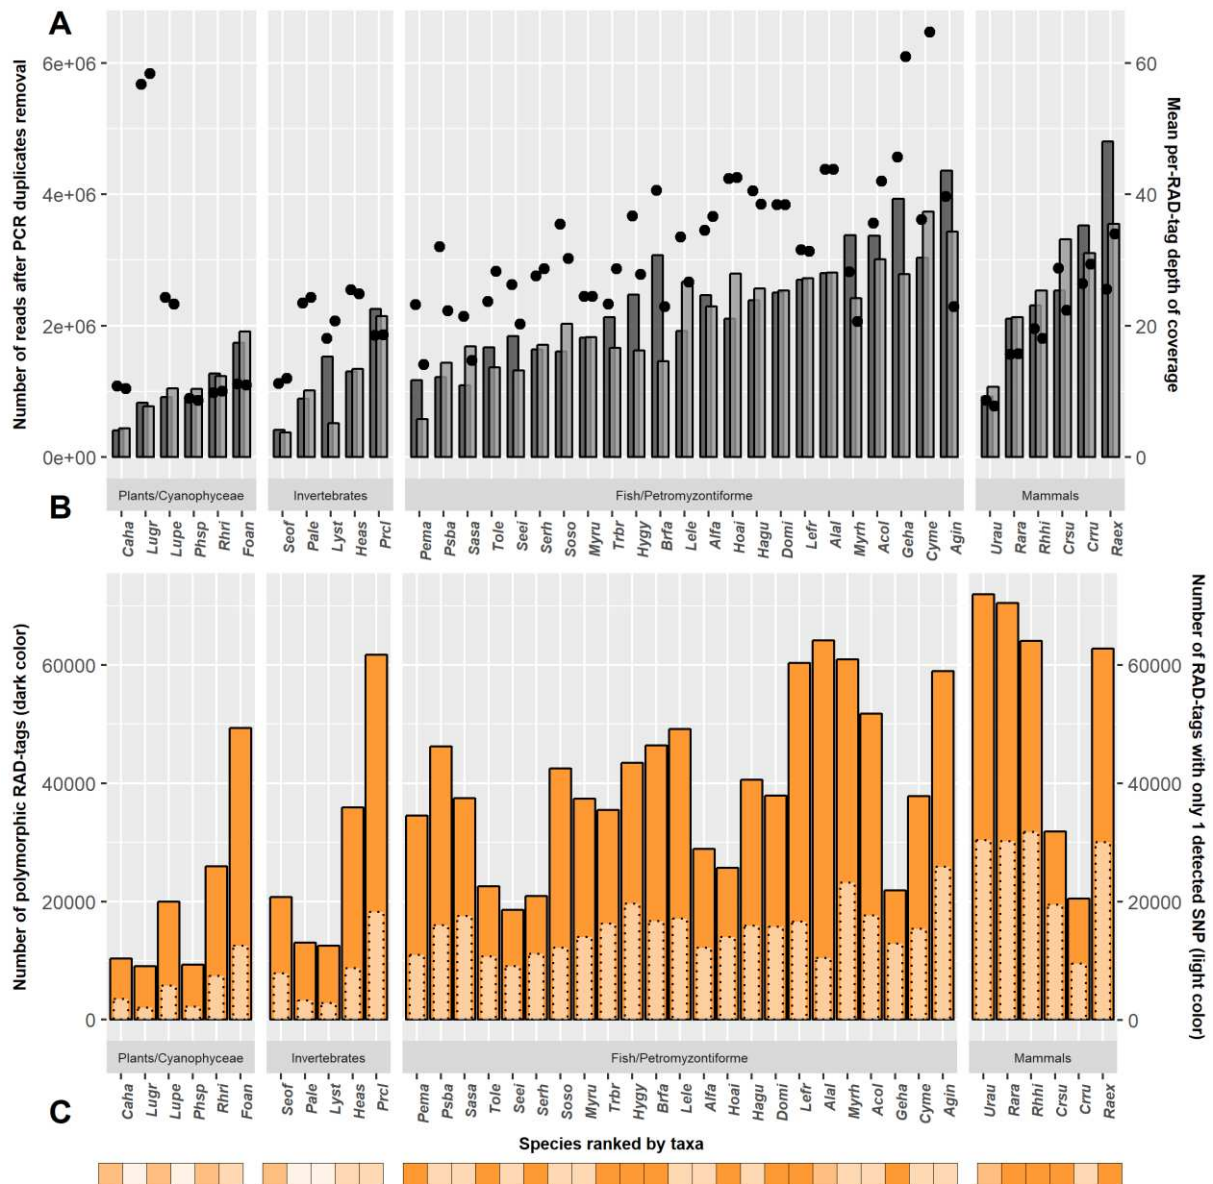 A
Number of reads after PCR duplicates removal
6e+06
4e+06
2e+06
0e+00
60
40
20
0
Mean per-RAD-tag depth of coverage
Plants/Cyanophyceae
Invertebrates
Fish/Petromyzontiforme
Mammals
Caha
Lugr
Lupe
Phsp
Rhri
Foan
Seof
Pale
Lyst
Heas
Prcl
Pema
Psba
Sasa
Tole
Seei
Serh
Soso
Myru
Trbr
Hygy
Brfa
Lele
Alfa
Hoai
Hagu
Domi
Lefr
Alal
Myrh
Acol
Geha
Cyme
Agin
Urau
Rara
Rhhi
Crsu
Crru
Raex
B
Number of polymorphic RAD-tags (dark color)
60000
40000
20000
0
60000
40000
20000
0
Number of RAD-tags with only 1 detected SNP (light color)
Plants/Cyanophyceae
Invertebrates
Fish/Petromyzontiforme
Mammals
Caha
Lugr
Lupe
Phsp
Rhri
Foan
Seof
Pale
Lyst
Heas
Prcl
Pema
Psba
Sasa
Tole
Seei
Serh
Soso
Myru
Trbr
Hygy
Brfa
Lele
Alfa
Hoai
Hagu
Domi
Lefr
Alal
Myrh
Acol
Geha
Cyme
Agin
Urau
Rara
Rhhi
Crsu
Crru
Raex
C
Species ranked by taxa